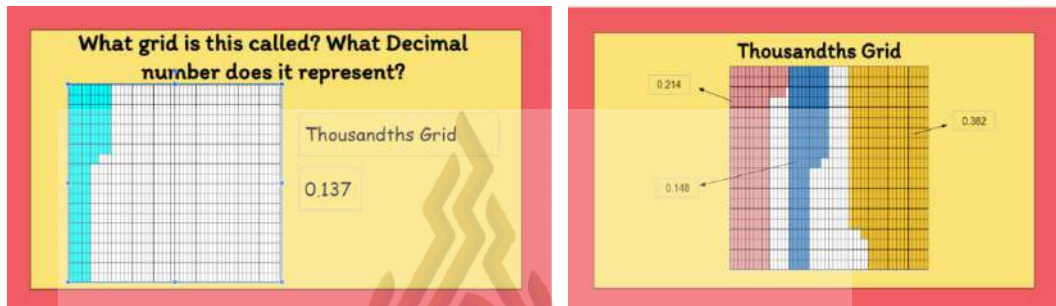 What grid is this called? What Decimal
number does it represent?
Thousandths Grid
0.137
Thousandths Grid
0.214
0.382
0.148